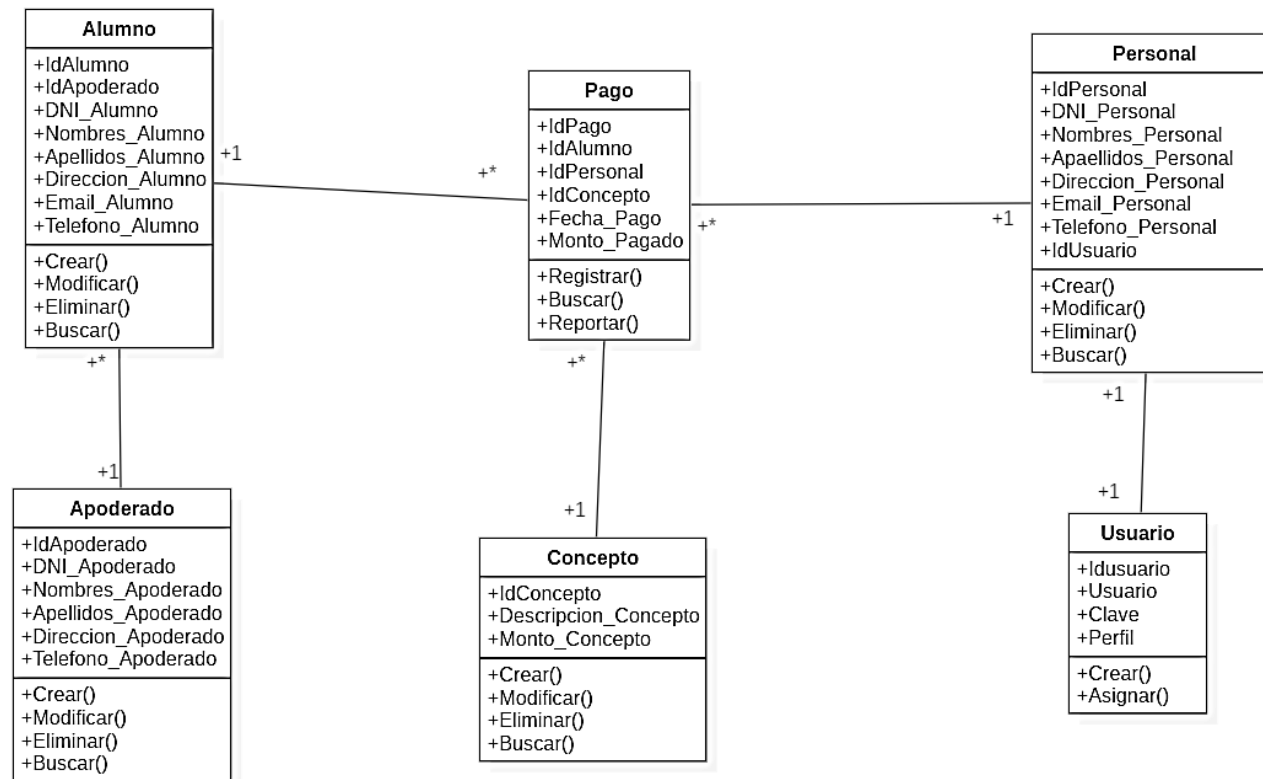 Alumno
+IdAlumno
+IdApoderado
+DNI_Alumno
+Nombres_Alumno
+Apellidos_Alumno
+Direccion_Alumno
+Email_Alumno
+Telefono_Alumno
+Crear()
+Modificar()
+Eliminar()
+Buscar()
+1
+*
Pago
+IdPago
+IdAlumno
+IdPersonal
+IdConcepto
+Fecha_Pago
+Monto_Pagado
+Registrar()
+Buscar()
+Reportar()
+*
+1
Personal
+IdPersonal
+DNI_Personal
+Nombres_Personal
+Apaellidos_Personal
+Direccion_Personal
+Email_Personal
+Telefono_Personal
+IdUsuario
+Crear()
+Modificar()
+Eliminar()
+Buscar()
+*
+1
Apoderado
+IdApoderado
+DNI_Apoderado
+Nombres_Apoderado
+Apellidos_Apoderado
+Direccion_Apoderado
+Telefono_Apoderado
+Crear()
+Modificar()
+Eliminar()
+Buscar()
+*
+1
Concepto
+IdConcepto
+Descripcion_Concepto
+Monto_Concepto
+Crear()
+Modificar()
+Eliminar()
+Buscar()
+1
+1
Usuario
+Idusuario
+Usuario
+Clave
+Perfil
+Crear()
+Asignar()